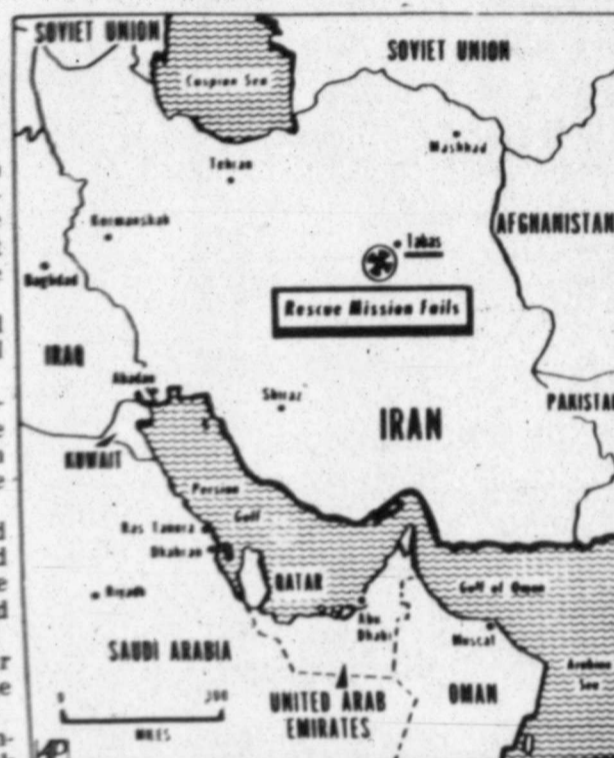 SOVIET UNION
SOVIET UNION
Caspian Sea
Mashhad
Tehran
AFGHANISTAN
Kermanshah
Tabas
Baghdad
Rescue Mission Fails
IRAQ
Abadan
Shiraz
PAKISTAN
IRAN
KUWAIT
Persian
Gulf
Ras Tanura
Dhahran
QATAR
Gulf of Oman
Riyadh
Abu
Dhabi
Muscat
SAUDI ARABIA
Arabian
Sea
UNITED ARAB
EMIRATES
OMAN
0 200
MILES
AP